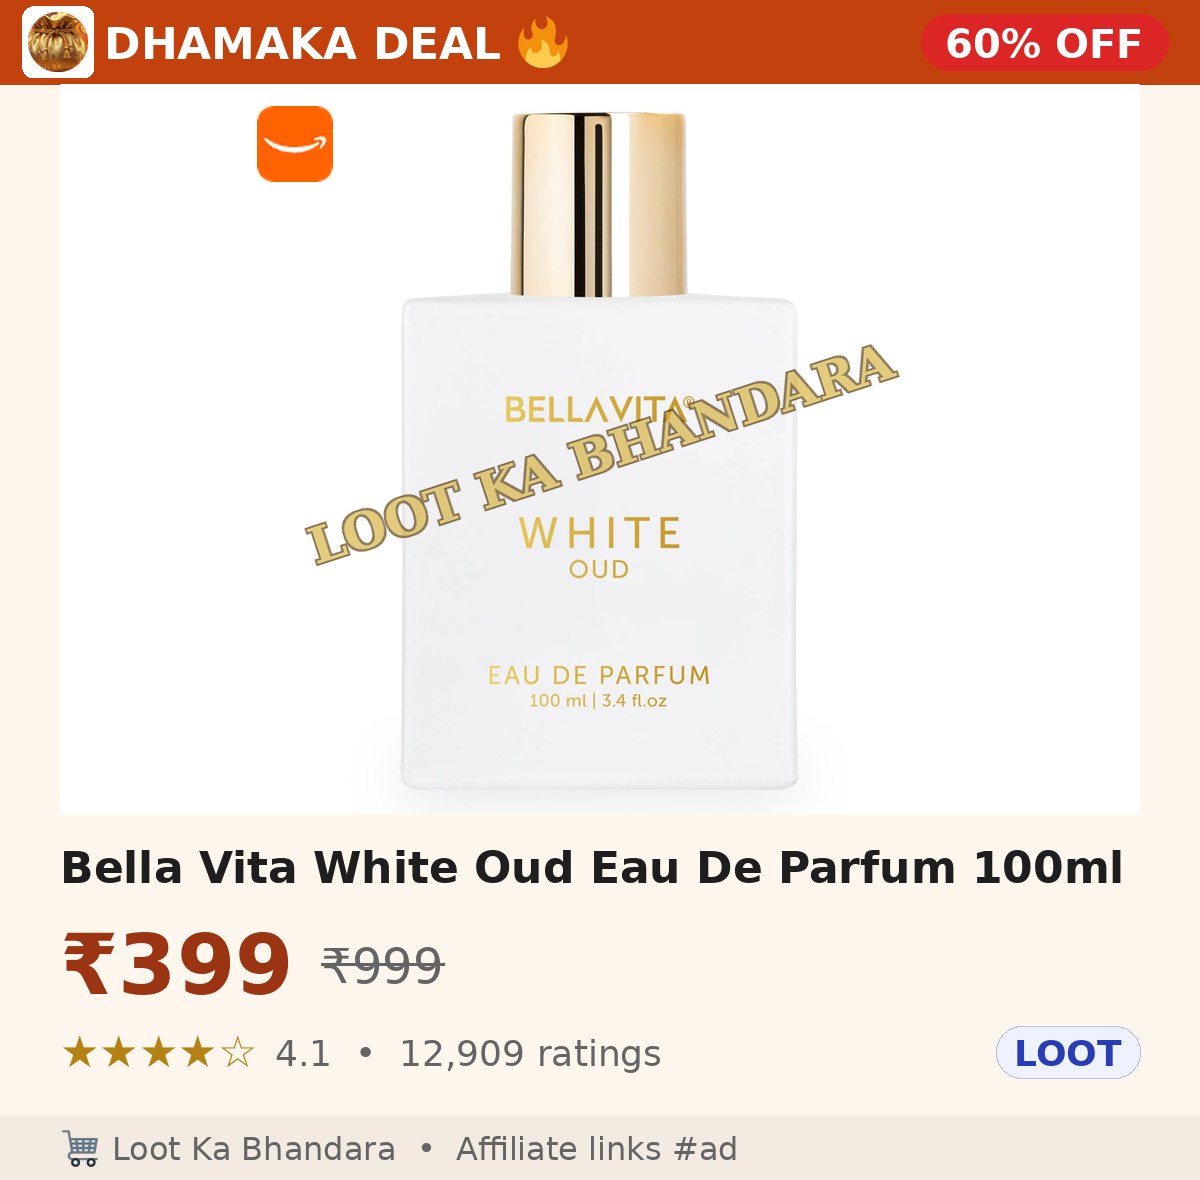 DHAMAKA DEAL 🔥
60% OFF
BELLAVITA®
LOOT KA BHANDARA
WHITE
OUD
EAU DE PARFUM
100 ml | 3.4 fl.oz
Bella Vita White Oud Eau De Parfum 100ml
₹399 ₹999
★★★★☆ 4.1 • 12,909 ratings
LOOT
🛒 Loot Ka Bhandara • Affiliate links #ad